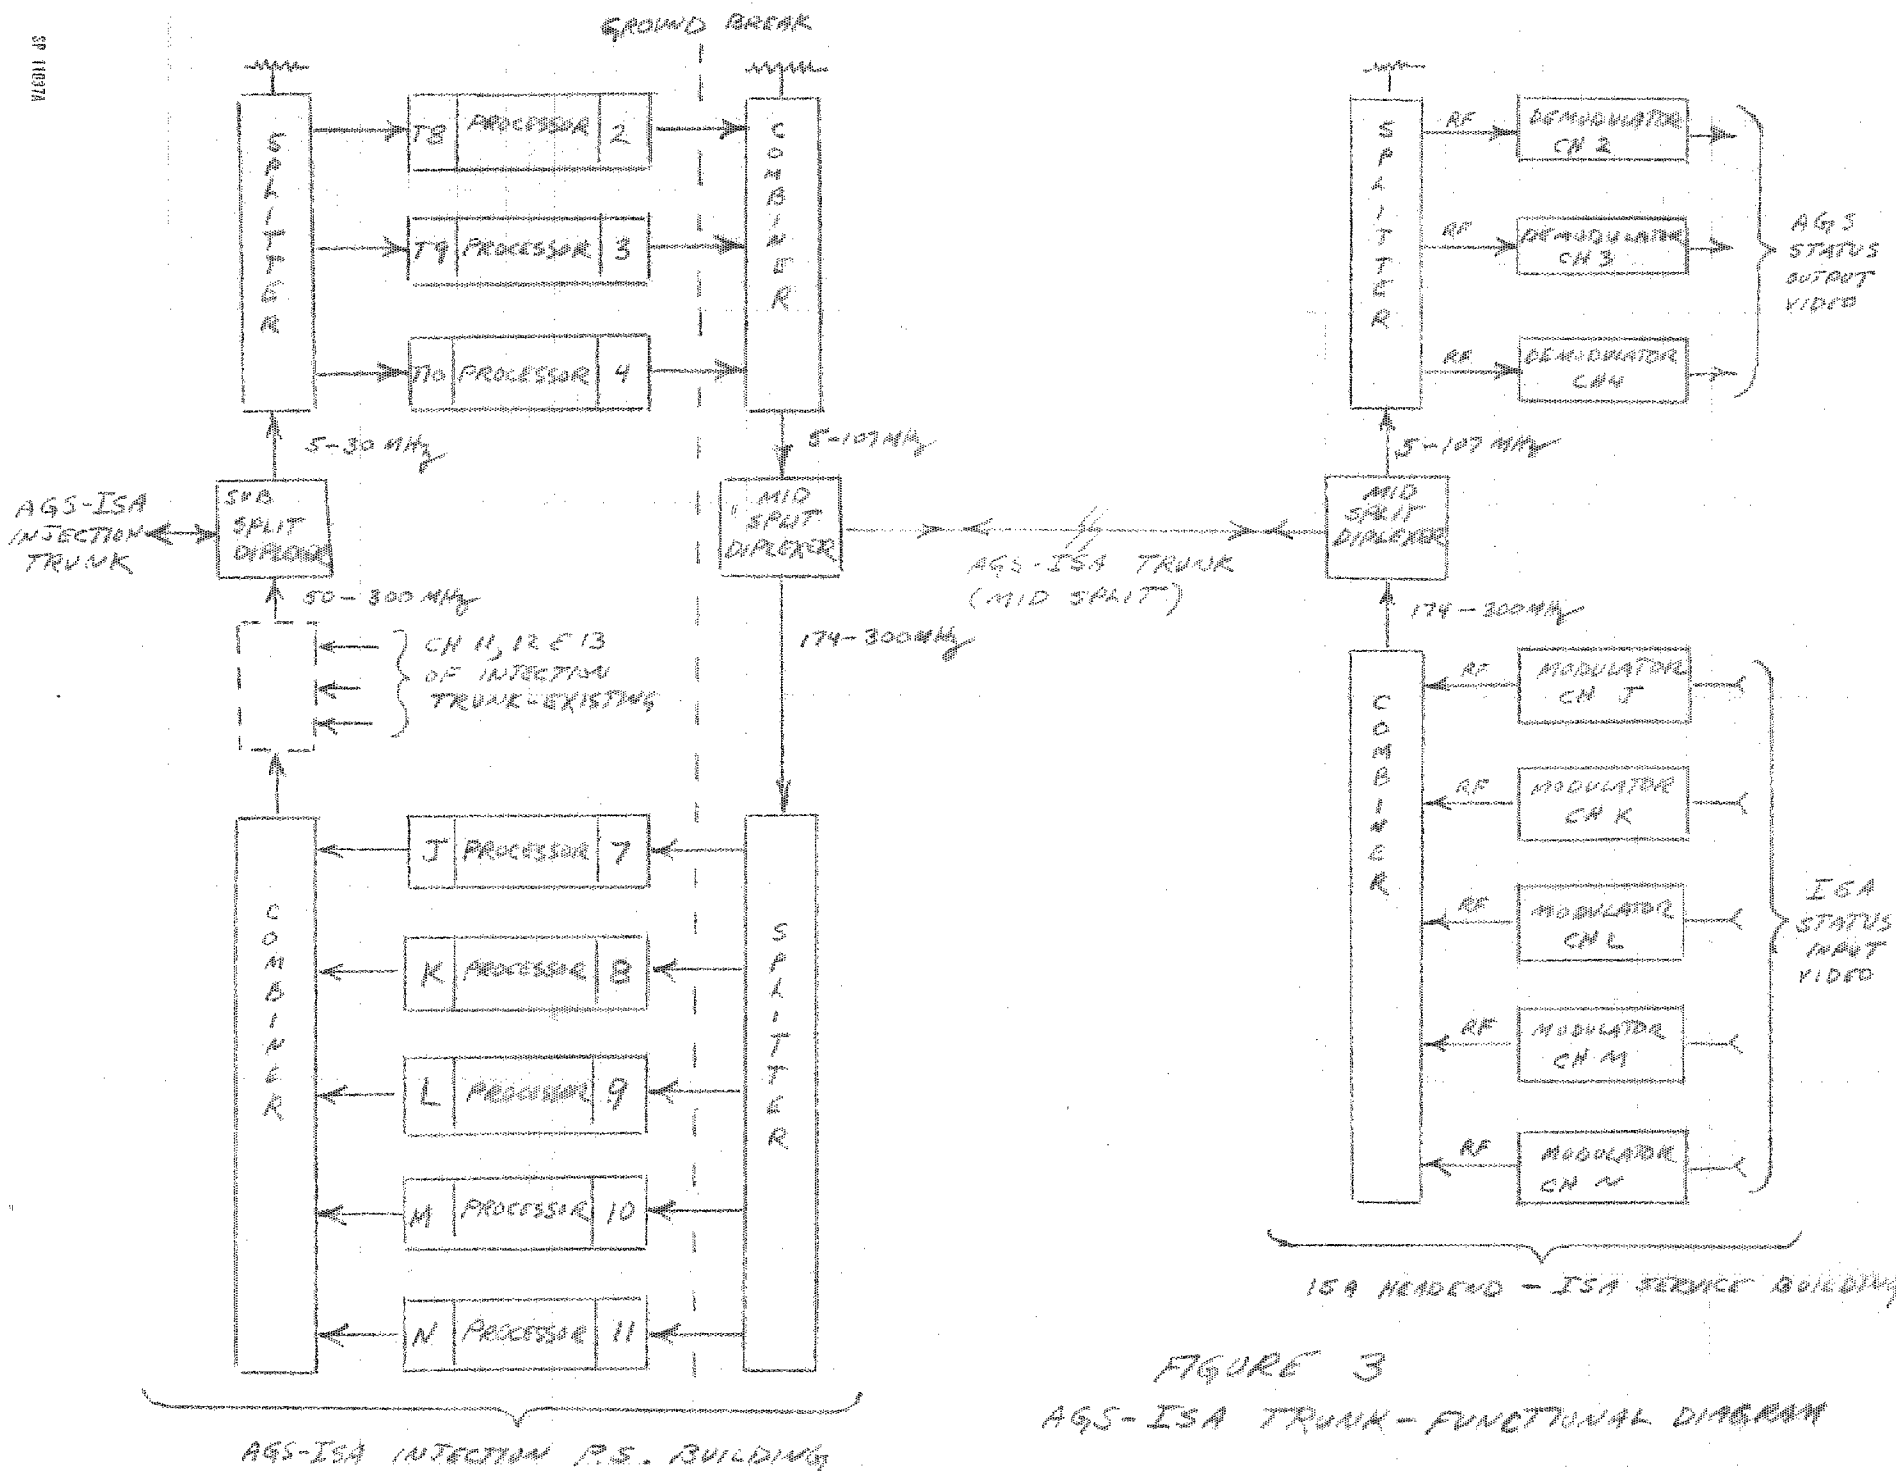 SP 11037A
GROUND BREAK
SPLITTER
T8 PROCESSOR 2
T9 PROCESSOR 3
T10 PROCESSOR 4
COMBINER
5-30 MHz
5-107 MHz
AGS-ISA
INJECTION
TRUNK
SUB
SPLIT
DIPLEXER
MID
SPLIT
DIPLEXER
50-300 MHz
CH 11, 12 & 13
OF INJECTION
TRUNK-EXISTING
174-300 MHz
COMBINER
J PROCESSOR 7
K PROCESSOR 8
L PROCESSOR 9
M PROCESSOR 10
N PROCESSOR 11
SPLITTER
AGS-ISA INJECTION P.S. BUILDING
AGS-ISA TRUNK
(MID SPLIT)
SPLITTER
RF
DEMODULATOR
CH 2
RF
DEMODULATOR
CH 3
RF
DEMODULATOR
CH 4
AGS
STATUS
OUTPUT
VIDEO
5-107 MHz
MID
SPLIT
DIPLEXER
174-300 MHz
COMBINER
RF
MODULATOR
CH J
RF
MODULATOR
CH K
RF
MODULATOR
CH L
RF
MODULATOR
CH M
RF
MODULATOR
CH N
ISA
STATUS
INPUT
VIDEO
ISA HEADEND - ISA SERVICE BUILDING
FIGURE 3
AGS-ISA TRUNK-FUNCTIONAL DIAGRAM